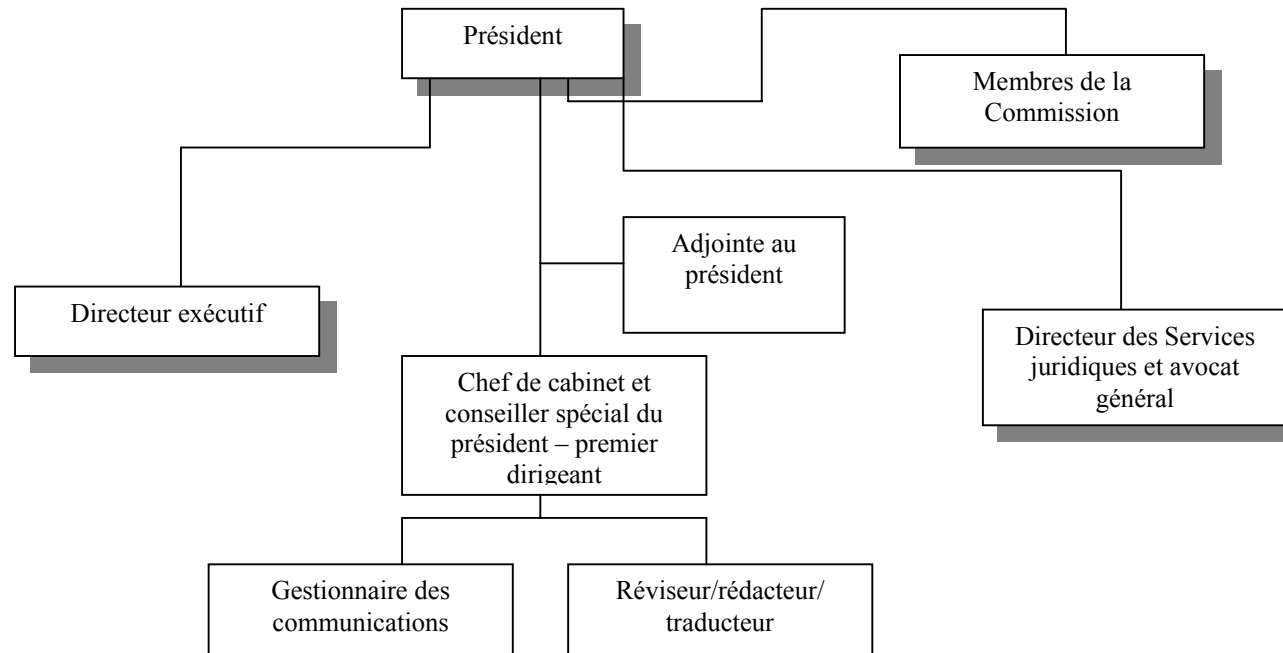 Président
Membres de la
Commission
Adjointe au
président
Directeur exécutif
Directeur des Services
juridiques et avocat
général
Chef de cabinet et
conseiller spécial du
président – premier
dirigeant
Gestionnaire des
communications
Réviseur/rédacteur/
traducteur